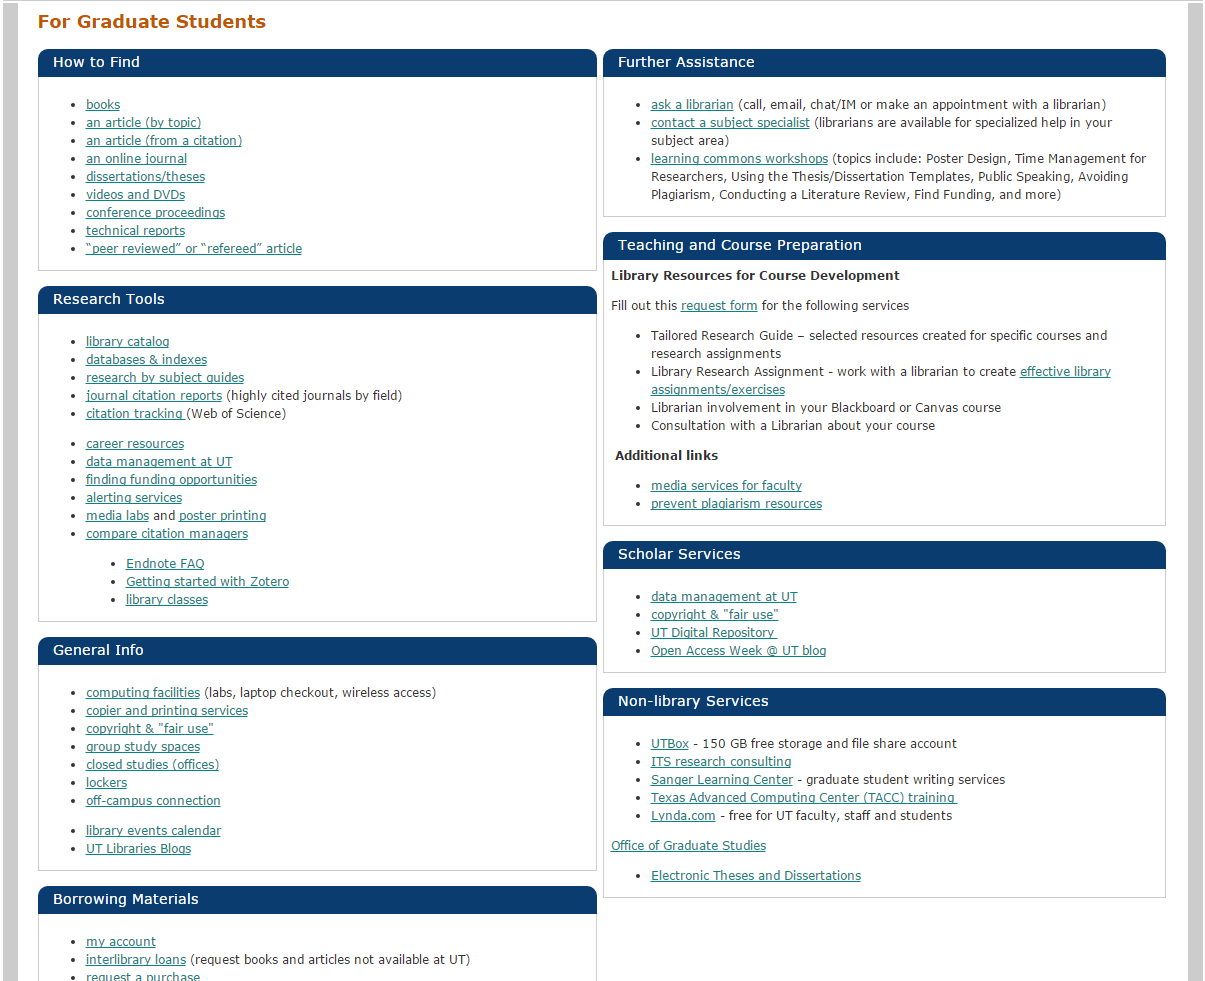 For Graduate Students
How to Find
books
an article (by topic)
an article (from a citation)
an online journal
dissertations/theses
videos and DVDs
conference proceedings
technical reports
“peer reviewed” or “refereed” article
Research Tools
library catalog
databases & indexes
research by subject guides
journal citation reports (highly cited journals by field)
citation tracking (Web of Science)
career resources
data management at UT
finding funding opportunities
alerting services
media labs and poster printing
compare citation managers
Endnote FAQ
Getting started with Zotero
library classes
General Info
computing facilities (labs, laptop checkout, wireless access)
copier and printing services
copyright & "fair use"
group study spaces
closed studies (offices)
lockers
off-campus connection
library events calendar
UT Libraries Blogs
Borrowing Materials
my account
interlibrary loans (request books and articles not available at UT)
request a purchase
Further Assistance
ask a librarian (call, email, chat/IM or make an appointment with a librarian)
contact a subject specialist (librarians are available for specialized help in your
subject area)
learning commons workshops (topics include: Poster Design, Time Management for
Researchers, Using the Thesis/Dissertation Templates, Public Speaking, Avoiding
Plagiarism, Conducting a Literature Review, Find Funding, and more)
Teaching and Course Preparation
Library Resources for Course Development
Fill out this request form for the following services
Tailored Research Guide – selected resources created for specific courses and
research assignments
Library Research Assignment - work with a librarian to create effective library
assignments/exercises
Librarian involvement in your Blackboard or Canvas course
Consultation with a Librarian about your course
Additional links
media services for faculty
prevent plagiarism resources
Scholar Services
data management at UT
copyright & "fair use"
UT Digital Repository
Open Access Week @ UT blog
Non-library Services
UTBox - 150 GB free storage and file share account
ITS research consulting
Sanger Learning Center - graduate student writing services
Texas Advanced Computing Center (TACC) training
Lynda.com - free for UT faculty, staff and students
Office of Graduate Studies
Electronic Theses and Dissertations